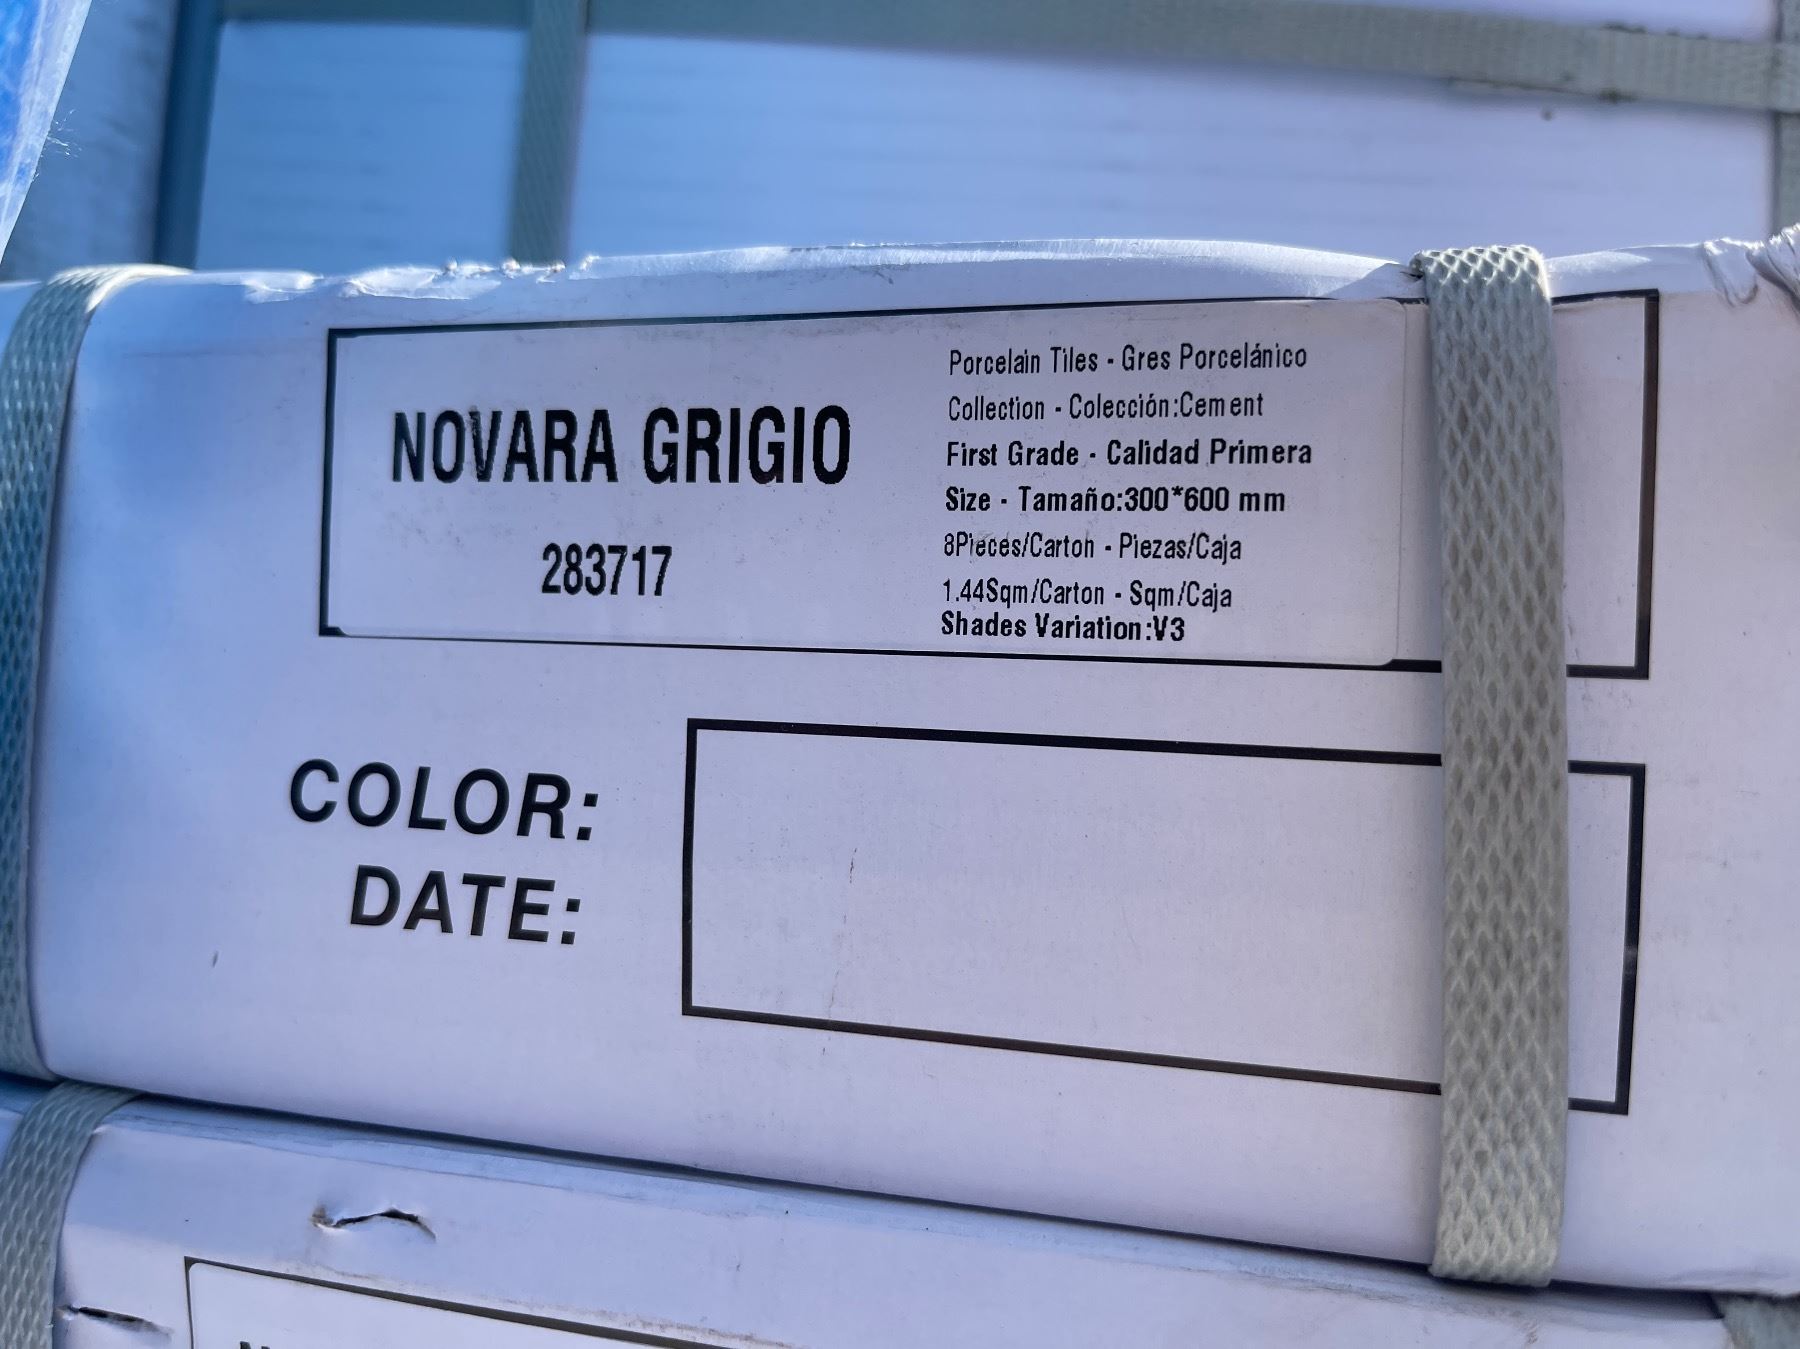 NOVARA GRIGIO
283717
Porcelain Tiles - Gres Porcelánico
Collection - Colección:Cement
First Grade - Calidad Primera
Size - Tamaño:300*600 mm
8Pieces/Carton - Piezas/Caja
1.44Sqm/Carton - Sqm/Caja
Shades Variation:V3
COLOR:
DATE: